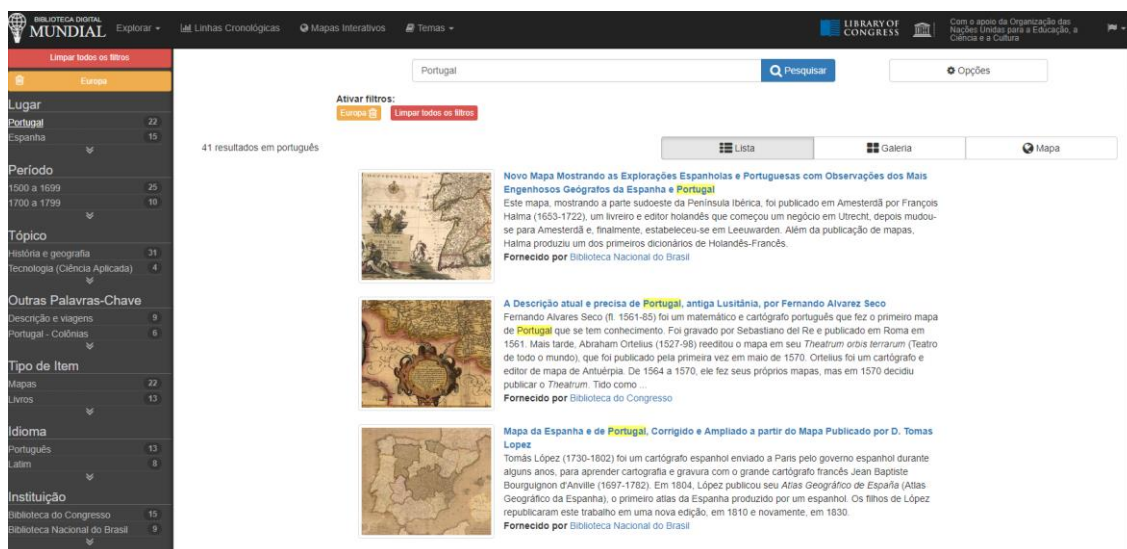 BIBLIOTECA DIGITAL
MUNDIAL
Explorar
Linhas Cronológicas
Mapas Interativos
Temas
LIBRARY OF
CONGRESS
Com o apoio da Organização das
Nações Unidas para a Educação, a
Ciência e a Cultura
Limpar todos os filtros
Europa
Lugar
Portugal 22
Espanha 15
Período
1500 a 1699 25
1700 a 1799 10
Tópico
História e geografia 31
Tecnologia (Ciência Aplicada) 4
Outras Palavras-Chave
Descrição e viagens 9
Portugal - Colônias 6
Tipo de Item
Mapas 22
Livros 13
Idioma
Português 13
Latim 8
Instituição
Biblioteca do Congresso 15
Biblioteca Nacional do Brasil 9
Portugal
Pesquisar
Opções
Ativar filtros:
Europa
Limpar todos os filtros
41 resultados em português
Lista
Galeria
Mapa
Novo Mapa Mostrando as Explorações Espanholas e Portuguesas com Observações dos Mais
Engenhosos Geógrafos da Espanha e Portugal
Este mapa, mostrando a parte sudoeste da Península Ibérica, foi publicado em Amesterdã por François
Halma (1653-1722), um livreiro e editor holandês que começou um negócio em Utrecht, depois mudou-
se para Amesterdã e, finalmente, estabeleceu-se em Leeuwarden. Além da publicação de mapas,
Halma produziu um dos primeiros dicionários de Holandês-Francês.
Fornecido por Biblioteca Nacional do Brasil
A Descrição atual e precisa de Portugal, antiga Lusitânia, por Fernando Alvarez Seco
Fernando Alvares Seco (fl. 1561-85) foi um matemático e cartógrafo português que fez o primeiro mapa
de Portugal que se tem conhecimento. Foi gravado por Sebastiano del Re e publicado em Roma em
1561. Mais tarde, Abraham Ortelius (1527-98) reeditou o mapa em seu Theatrum orbis terrarum (Teatro
de todo o mundo), que foi publicado pela primeira vez em maio de 1570. Ortelius foi um cartógrafo e
editor de mapa de Antuérpia. De 1564 a 1570, ele fez seus próprios mapas, mas em 1570 decidiu
publicar o Theatrum. Tido como ...
Fornecido por Biblioteca do Congresso
Mapa da Espanha e de Portugal, Corrigido e Ampliado a partir do Mapa Publicado por D. Tomas
Lopez
Tomás López (1730-1802) foi um cartógrafo espanhol enviado a Paris pelo governo espanhol durante
alguns anos, para aprender cartografia e gravura com o grande cartógrafo francês Jean Baptiste
Bourguignon d'Anville (1697-1782). Em 1804, López publicou seu Atlas Geográfico de España (Atlas
Geográfico da Espanha), o primeiro atlas da Espanha produzido por um espanhol. Os filhos de López
republicaram este trabalho em uma nova edição, em 1810 e novamente, em 1830.
Fornecido por Biblioteca Nacional do Brasil